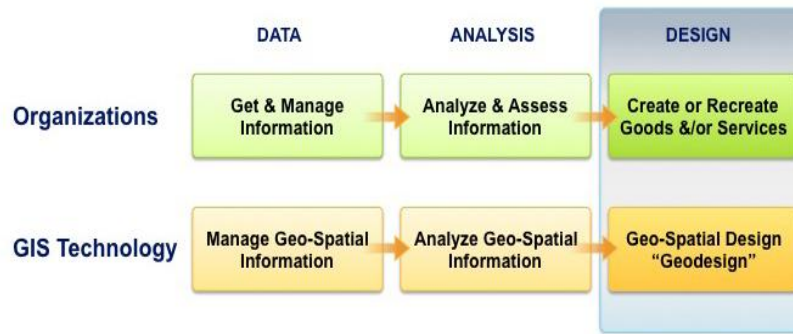 DATA
ANALYSIS
DESIGN
Organizations
Get & Manage
Information
Analyze & Assess
Information
Create or Recreate
Goods &/or Services
GIS Technology
Manage Geo-Spatial
Information
Analyze Geo-Spatial
Information
Geo-Spatial Design
“Geodesign”